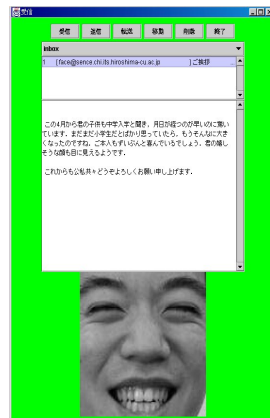 受信
受信 返信 転送 移動 削除 終了
inbox
1 [face@sence.chi.its.hiroshima-cu.ac.jp ] ご挨拶 ...
この4月から君の子供も中学入学と聞き、月日が経つのが早いのに驚い
ています．まだまだ小学生だとばかり思っていたら、もうそんなに大き
くなったのですね．ご本人もずいぶんと喜んでいるでしょう．君の嬉し
そうな顔も目に見えるようです．
これからも公私共々どうぞよろしくお願い申し上げます．